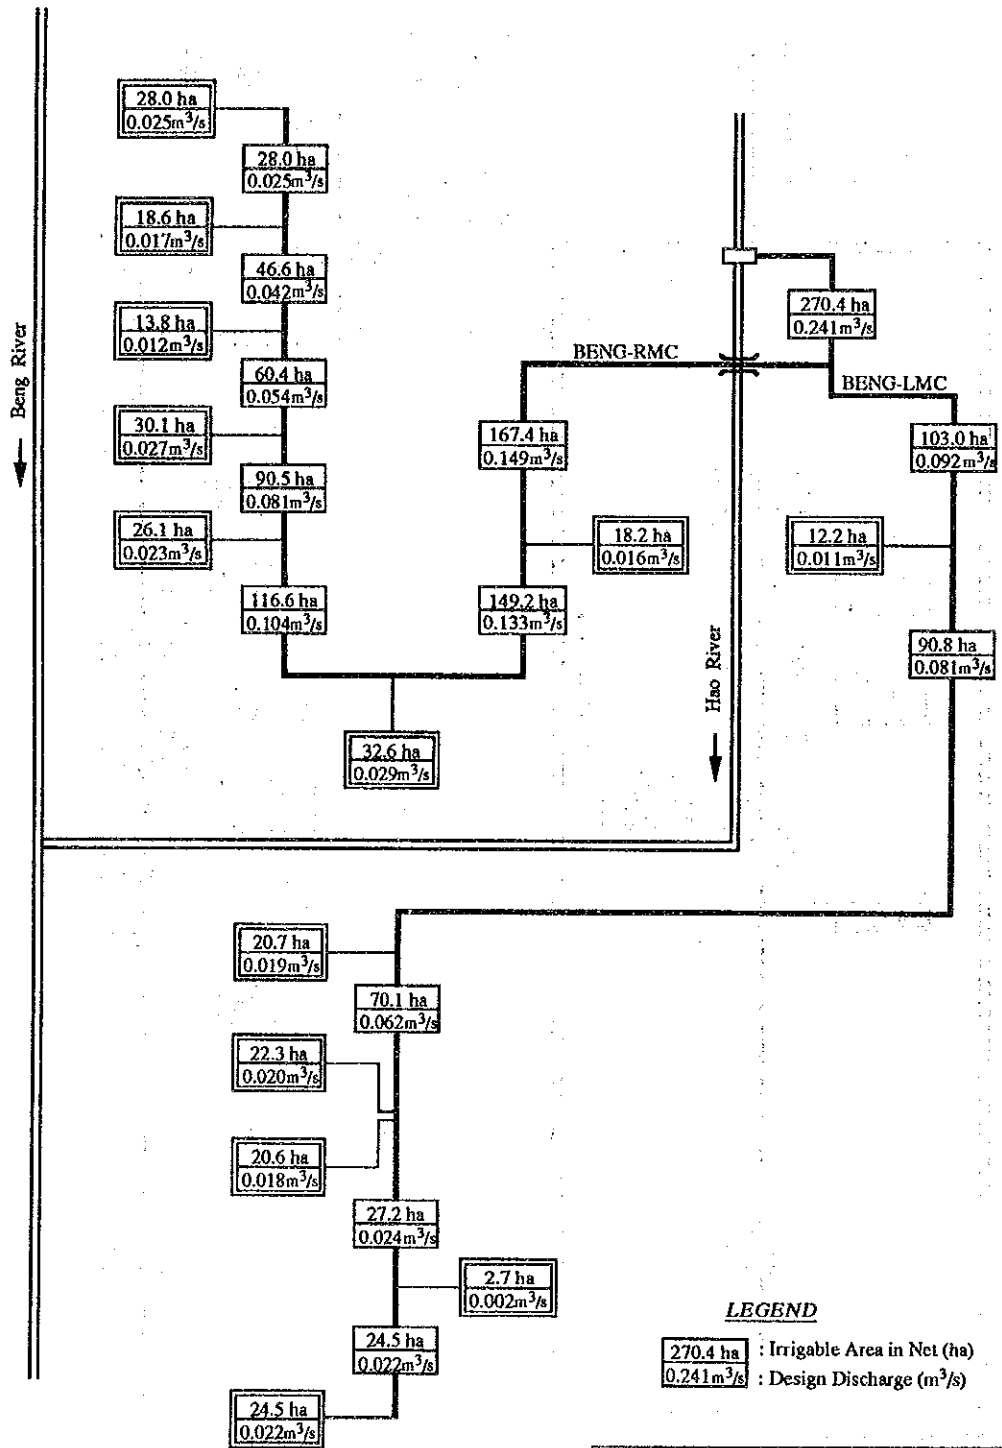 28.0 ha
0.025m³/s
28.0 ha
0.025m³/s
18.6 ha
0.017m³/s
46.6 ha
0.042m³/s
13.8 ha
0.012m³/s
60.4 ha
0.054m³/s
30.1 ha
0.027m³/s
90.5 ha
0.081m³/s
26.1 ha
0.023m³/s
116.6 ha
0.104m³/s
Beng River
32.6 ha
0.029m³/s
149.2 ha
0.133m³/s
18.2 ha
0.016m³/s
167.4 ha
0.149m³/s
BENG-RMC
270.4 ha
0.241m³/s
BENG-LMC
103.0 ha
0.092m³/s
12.2 ha
0.011m³/s
90.8 ha
0.081m³/s
Hao River
20.7 ha
0.019m³/s
70.1 ha
0.062m³/s
22.3 ha
0.020m³/s
20.6 ha
0.018m³/s
27.2 ha
0.024m³/s
2.7 ha
0.002m³/s
24.5 ha
0.022m³/s
24.5 ha
0.022m³/s
LEGEND
270.4 ha : Irrigable Area in Net (ha)
0.241m³/s : Design Discharge (m³/s)